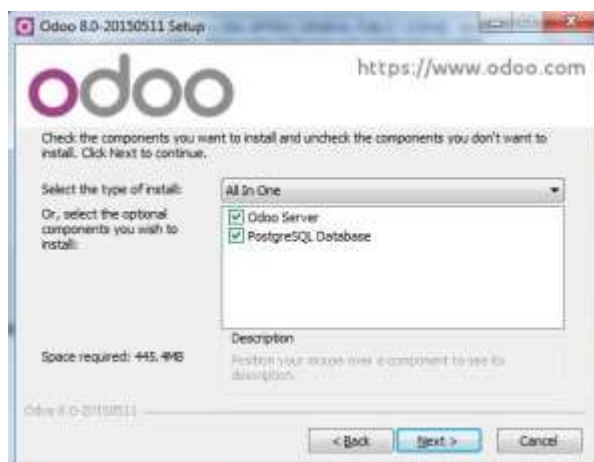 Odoo 8.0-20150511 Setup
odoo
https://www.odoo.com
Check the components you want to install and uncheck the components you don't want to
install. Click Next to continue.
Select the type of install:
All In One
Or, select the optional
components you wish to
install:
Odoo Server
PostgreSQL Database
Space required: 445.4MB
Description
Position your mouse over a component to see its
description.
Odoo 8.0-20150511
< Back
Next >
Cancel